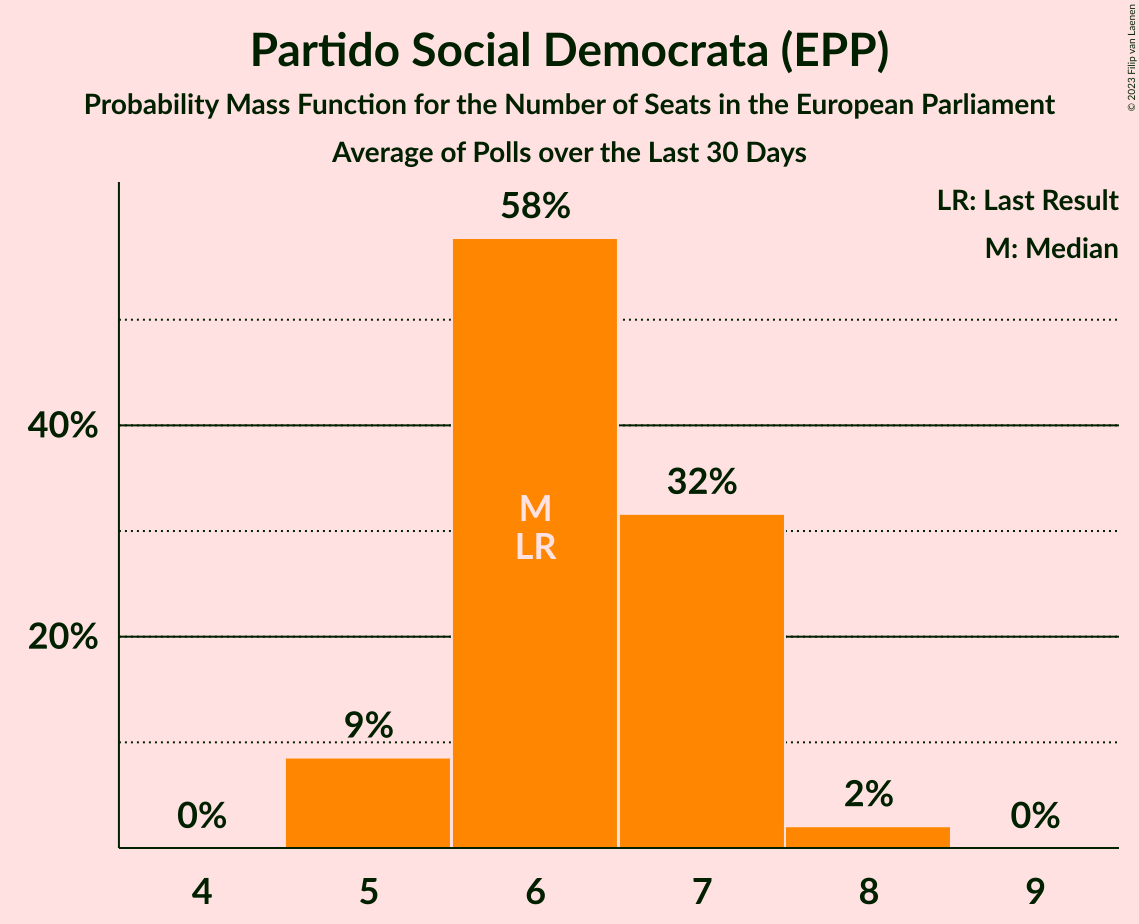 Partido Social Democrata (EPP)
Probability Mass Function for the Number of Seats in the European Parliament
Average of Polls over the Last 30 Days
© 2023 Filip van Laenen
LR: Last Result
M: Median
58%
40%
32%
M
LR
20%
9%
2%
0%
0%
4 5 6 7 8 9